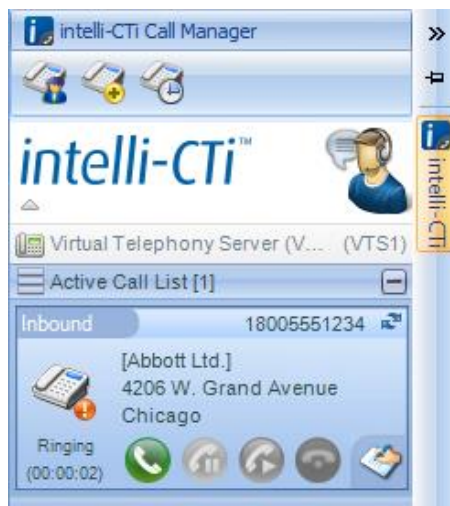 intelli-CTi Call Manager
intelli-CTi™
intelli-CTi
Virtual Telephony Server (V... (VTS1)
Active Call List [1]
Inbound 18005551234
[Abbott Ltd.]
4206 W. Grand Avenue
Chicago
Ringing
(00:00:02)